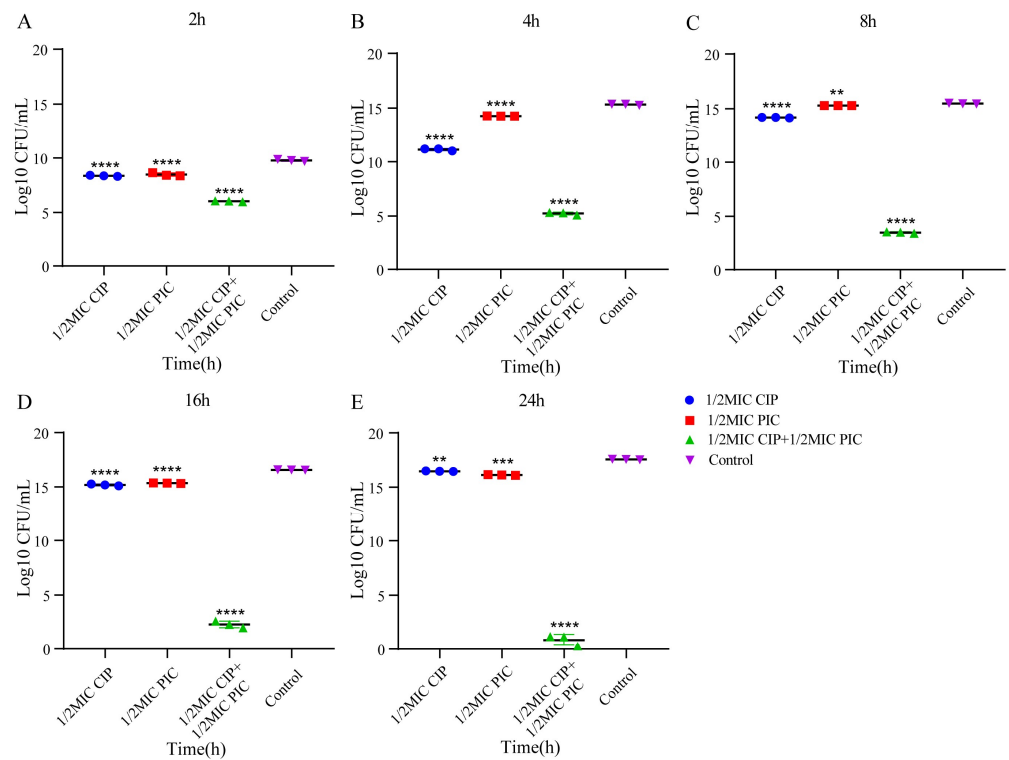 A
2h
20
15
10
5
0
Log10 CFU/mL
****
****
****
1/2MIC CIP
1/2MIC PIC
1/2MIC CIP+
1/2MIC PIC
Control
Time(h)
B
4h
20
15
10
5
0
Log10 CFU/mL
****
****
****
1/2MIC CIP
1/2MIC PIC
1/2MIC CIP+
1/2MIC PIC
Control
Time(h)
C
8h
20
15
10
5
0
Log10 CFU/mL
****
**
****
1/2MIC CIP
1/2MIC PIC
1/2MIC CIP+
1/2MIC PIC
Control
Time(h)
D
16h
20
15
10
5
0
Log10 CFU/mL
****
****
****
1/2MIC CIP
1/2MIC PIC
1/2MIC CIP+
1/2MIC PIC
Control
Time(h)
E
24h
20
15
10
5
0
Log10 CFU/mL
**
***
****
1/2MIC CIP
1/2MIC PIC
1/2MIC CIP+
1/2MIC PIC
Control
Time(h)
1/2MIC CIP
1/2MIC PIC
1/2MIC CIP+1/2MIC PIC
Control